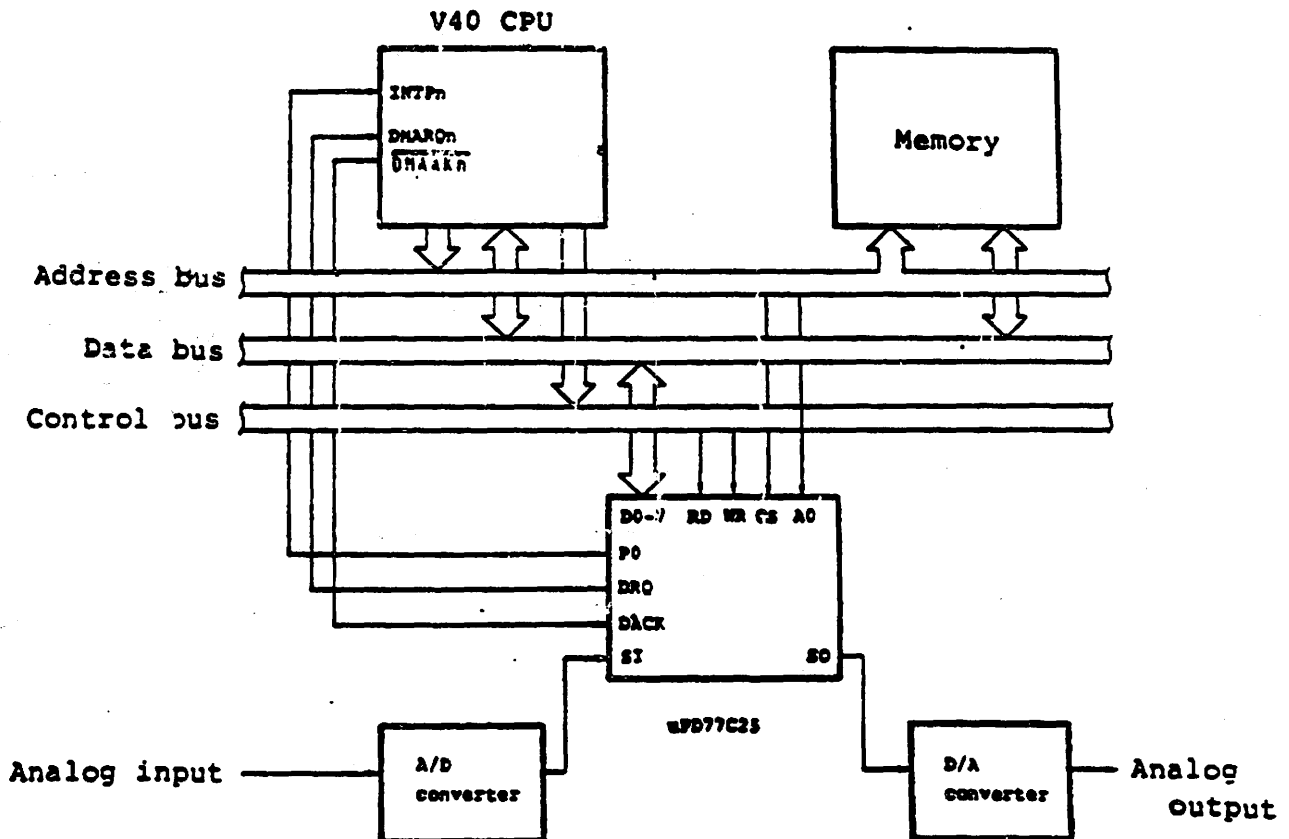 V40 CPU
INTPn
DMARQn
DMAAKn
Memory
Address bus
Data bus
Control bus
D0-7 RD WR CS A0
P0
DRQ
DACK
SI SO
uPD77C25
Analog input
A/D
converter
D/A
converter
Analog
output